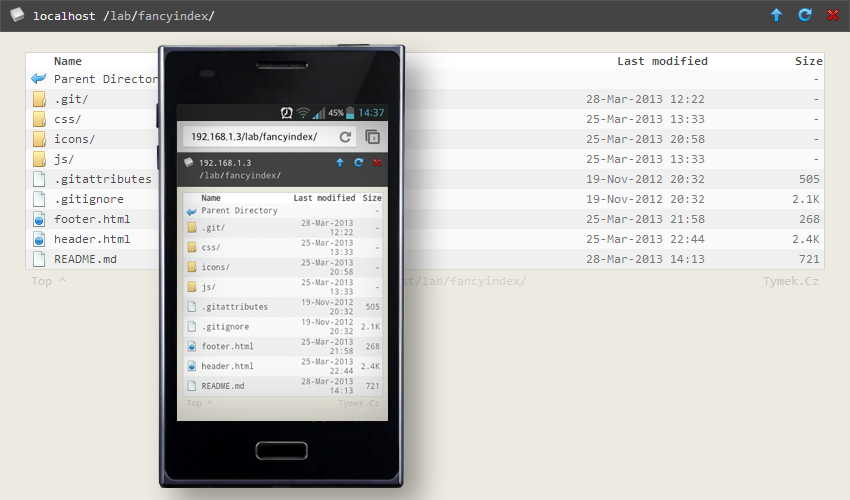 localhost /lab/fancyindex/
Name Last modified Size
Parent Directo -
.git/ 28-Mar-2013 12:22 -
css/ 25-Mar-2013 13:33 -
icons/ 25-Mar-2013 20:58 -
js/ 25-Mar-2013 13:33 -
.gitattributes 19-Nov-2012 20:32 505
.gitignore 19-Nov-2012 20:32 2.1K
footer.html 25-Mar-2013 21:58 268
header.html 25-Mar-2013 22:44 2.4K
README.md 28-Mar-2013 14:13 721
Top ^ st/lab/fancyindex/ Tymek.Cz
45% 14:37
192.168.1.3/lab/fancyindex/
192.168.1.3
/lab/fancyindex/
Name Last modified Size
Parent Directory -
.git/ 28-Mar-2013 -
12:22
css/ 25-Mar-2013 -
13:33
icons/ 25-Mar-2013 -
20:58
js/ 25-Mar-2013 -
13:33
.gitattributes 19-Nov-2012 505
20:32
.gitignore 19-Nov-2012 2.1K
20:32
footer.html 25-Mar-2013 268
21:58
header.html 25-Mar-2013 2.4K
22:44
README.md 28-Mar-2013 721
14:13
Top ^ Tymek.Cz